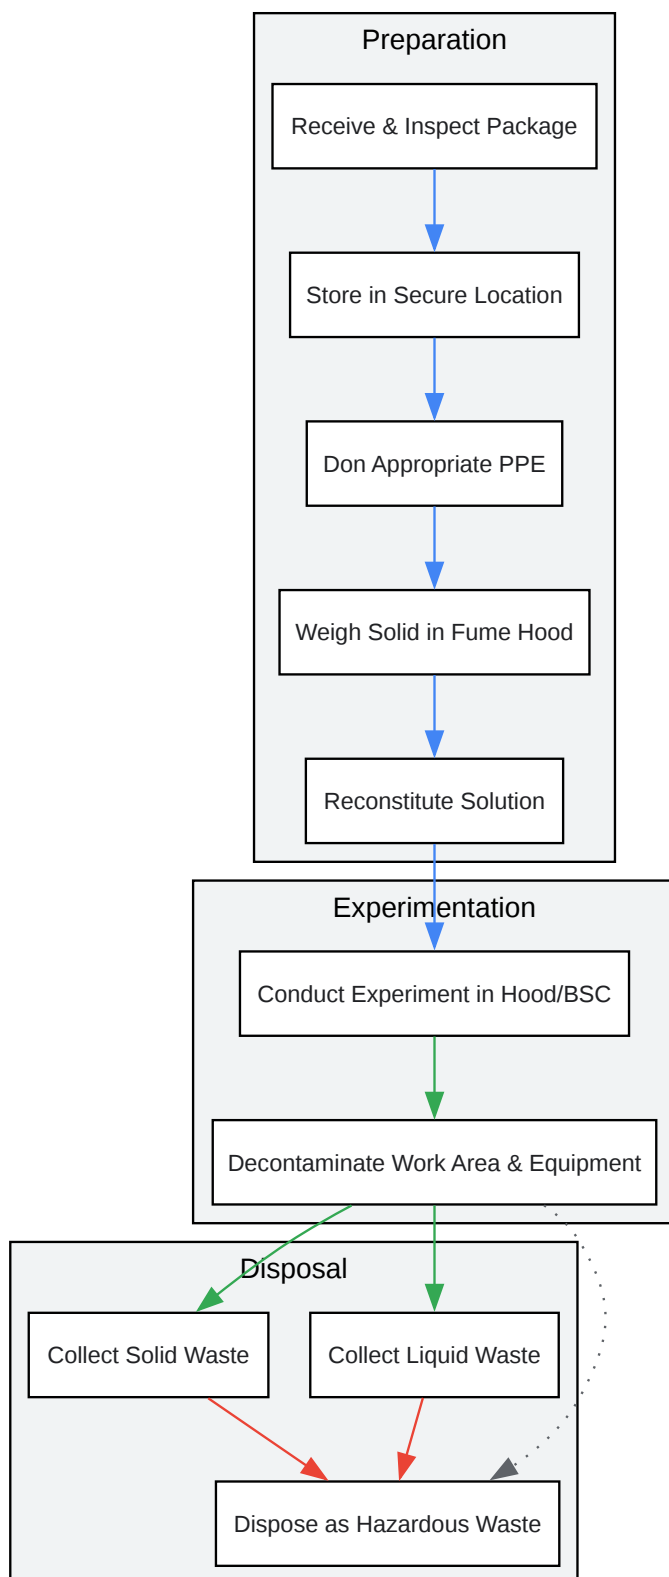 Preparation
Receive & Inspect Package
Store in Secure Location
Don Appropriate PPE
Weigh Solid in Fume Hood
Reconstitute Solution
Experimentation
Conduct Experiment in Hood/BSC
Decontaminate Work Area & Equipment
Disposal
Collect Solid Waste
Collect Liquid Waste
Dispose as Hazardous Waste